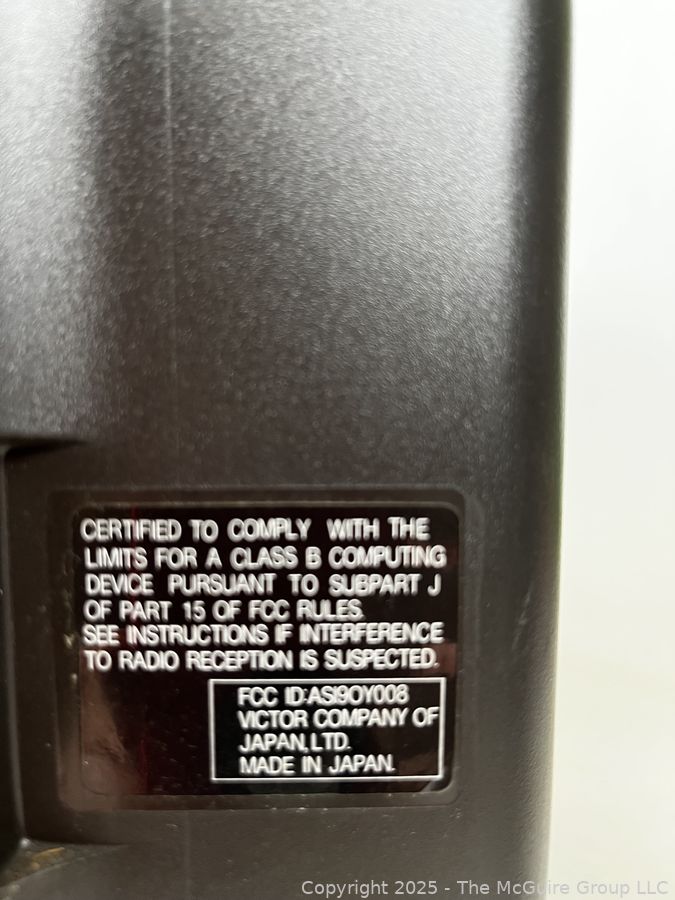 CERTIFIED TO COMPLY WITH THE
LIMITS FOR A CLASS B COMPUTING
DEVICE PURSUANT TO SUBPART J
OF PART 15 OF FCC RULES.
SEE INSTRUCTIONS IF INTERFERENCE
TO RADIO RECEPTION IS SUSPECTED.
FCC ID:ASI9OY008
VICTOR COMPANY OF
JAPAN,LTD.
MADE IN JAPAN.
Copyright 2025 - The McGuire Group LLC